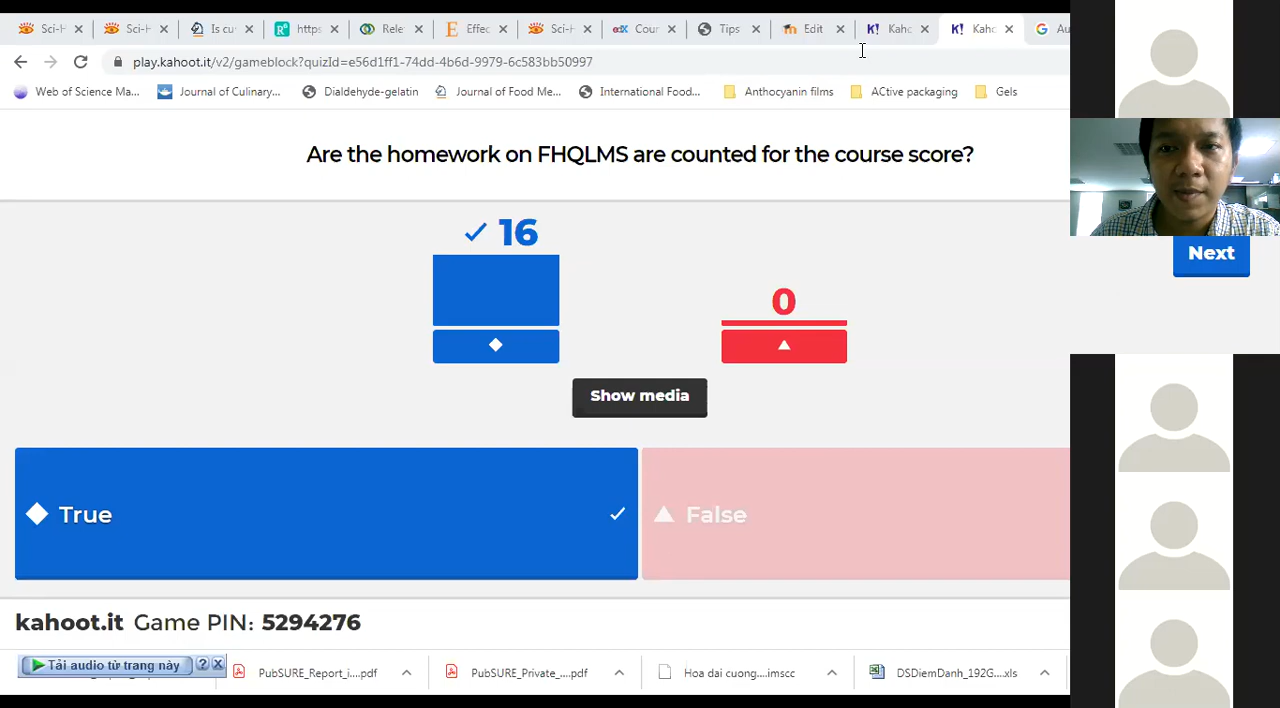 Sci-H
Sci-H
Is cu
https
Rele
Effec
Sci-H
edX Cour
Tips
Edit
K! Kaho
K! Kaho
G Au
play.kahoot.it/v2/gameblock?quizId=e56d1ff1-74dd-4b6d-9979-6c583bb50997
Web of Science Ma...
Journal of Culinary...
Dialdehyde-gelatin
Journal of Food Me...
International Food...
Anthocyanin films
ACtive packaging
Gels
Are the homework on FHQLMS are counted for the course score?
16
0
Next
Show media
True
False
kahoot.it Game PIN: 5294276
Tải audio từ trang này
PubSURE_Report_i....pdf
PubSURE_Private_....pdf
Hoa dai cuong....imscc
DSDiemDanh_192G....xls